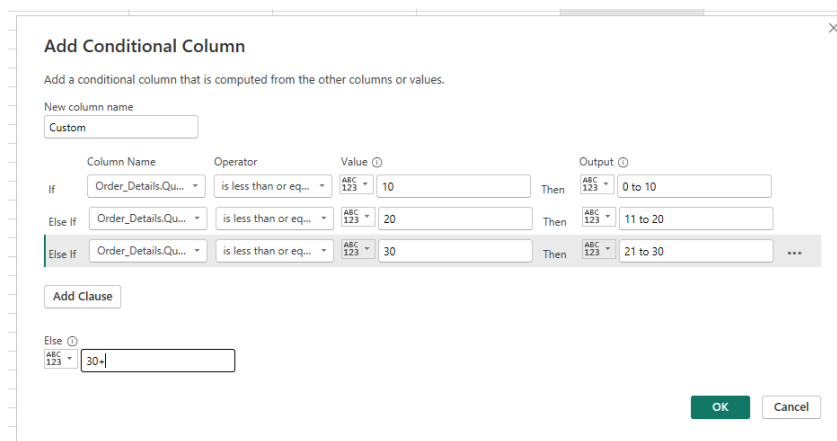 Add Conditional Column
Add a conditional column that is computed from the other columns or values.
New column name
Custom
Column Name Operator Value Output
If Order_Details.Qu... is less than or eq... ABC 123 10 Then ABC 123 0 to 10
Else If Order_Details.Qu... is less than or eq... ABC 123 20 Then ABC 123 11 to 20
Else If Order_Details.Qu... is less than or eq... ABC 123 30 Then ABC 123 21 to 30 ...
Add Clause
Else
ABC 123 30+
OK Cancel